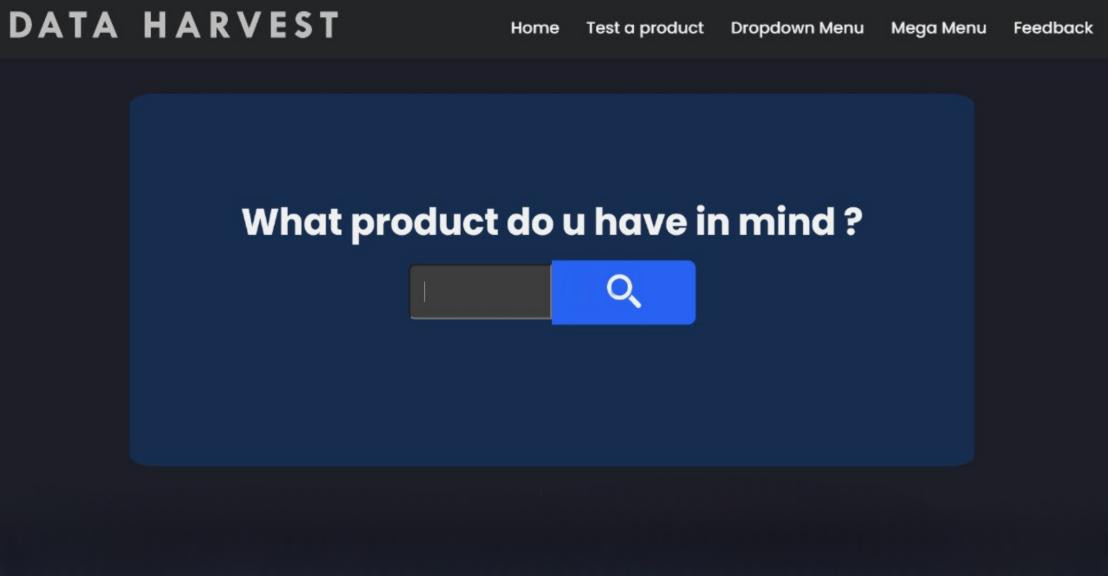 DATA HARVEST
Home Test a product Dropdown Menu Mega Menu Feedback
What product do u have in mind ?